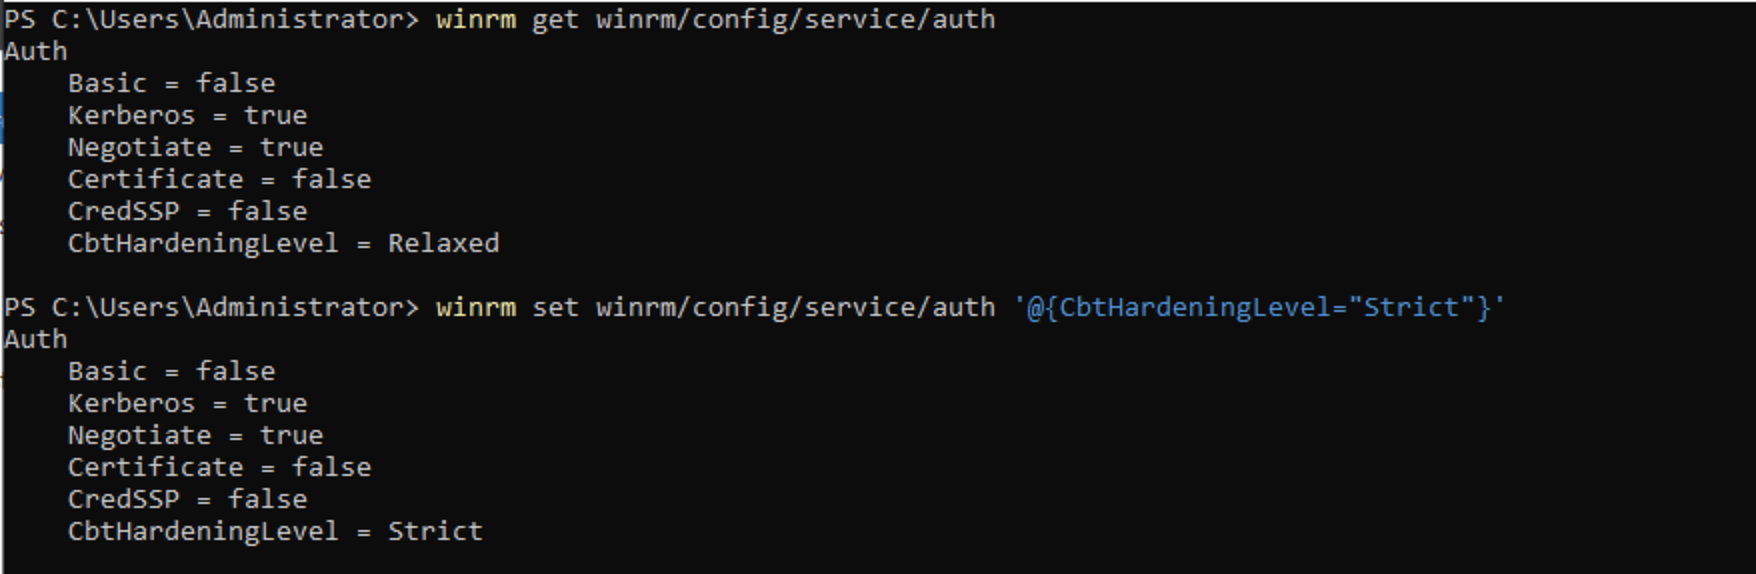 PS C:\Users\Administrator> winrm get winrm/config/service/auth
Auth
    Basic = false
    Kerberos = true
    Negotiate = true
    Certificate = false
    CredSSP = false
    CbtHardeningLevel = Relaxed

PS C:\Users\Administrator> winrm set winrm/config/service/auth '@{CbtHardeningLevel="Strict"}'
Auth
    Basic = false
    Kerberos = true
    Negotiate = true
    Certificate = false
    CredSSP = false
    CbtHardeningLevel = Strict